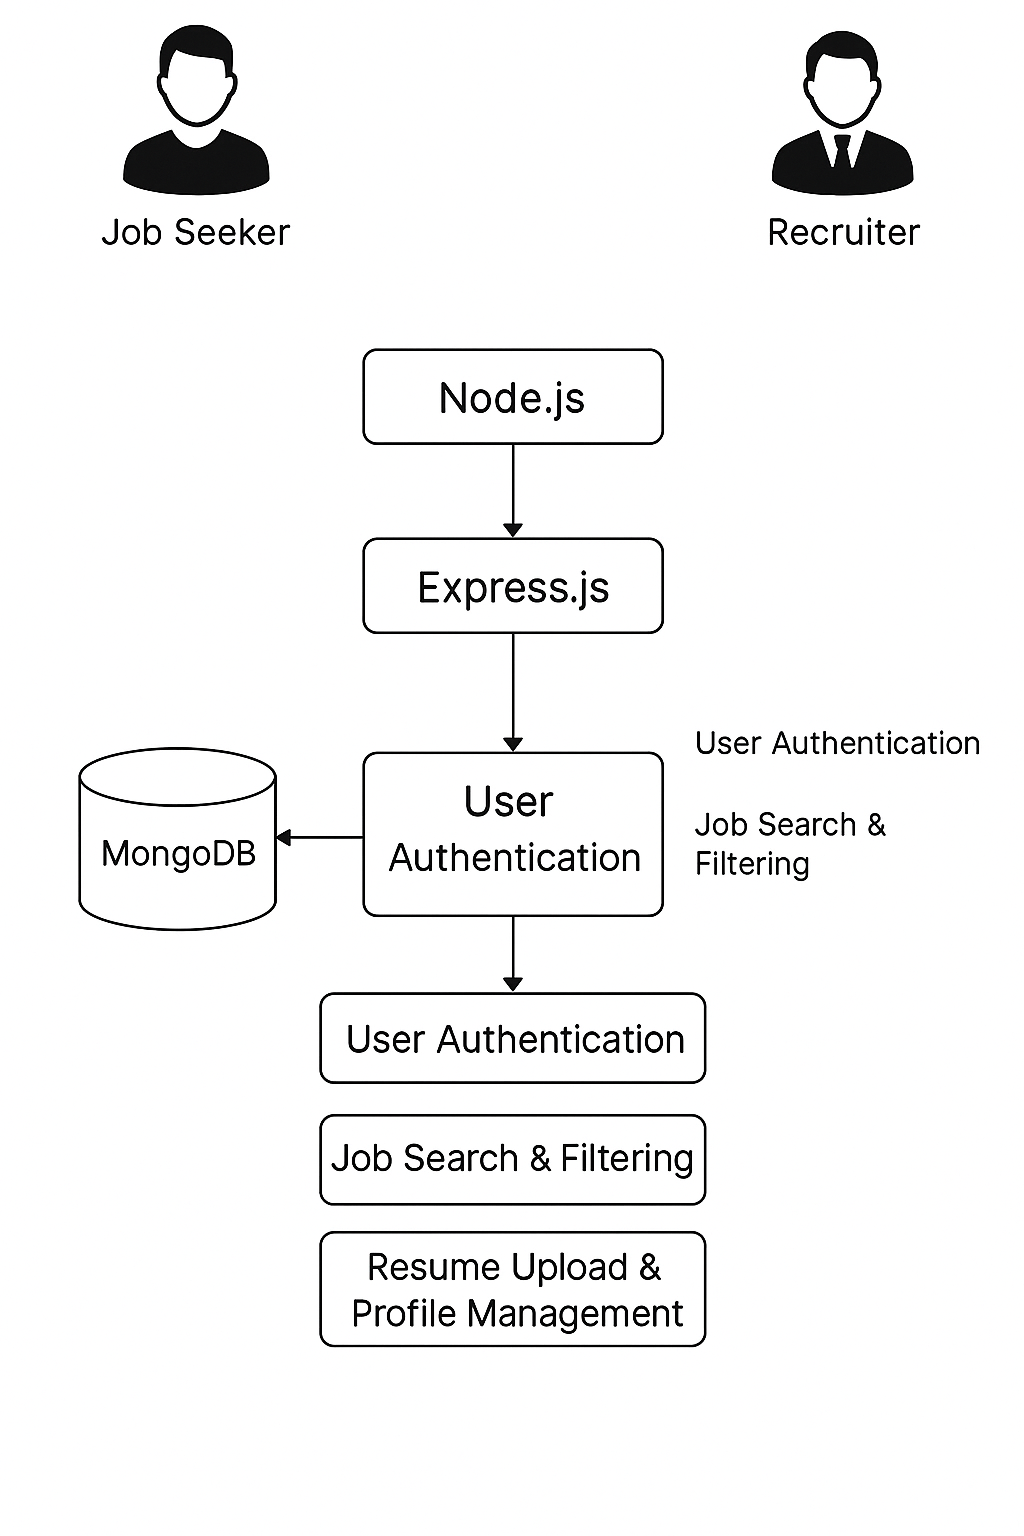 Job Seeker
Recruiter
Node.js
Express.js
User
Authentication
MongoDB
User Authentication
Job Search &
Filtering
User Authentication
Job Search & Filtering
Resume Upload &
Profile Management